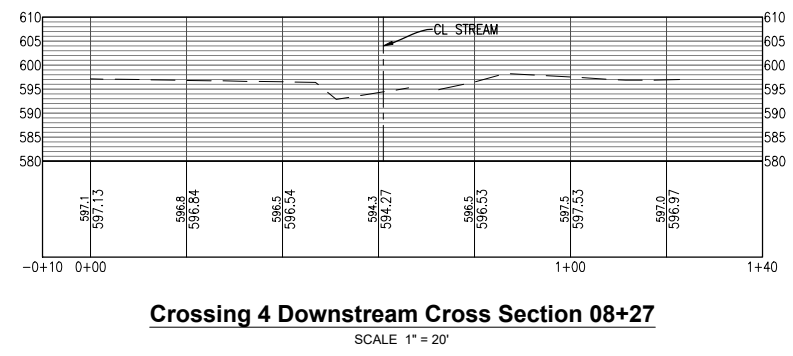 610 610
CL STREAM
605 605
600 600
595 595
590 590
585 585
580 580
597.1 596.8 596.5 594.3 596.5 597.5 597.0
597.13 596.84 596.54 594.27 596.53 597.53 596.97
-0+10 0+00 1+00 1+40
Crossing 4 Downstream Cross Section 08+27
SCALE 1" = 20'